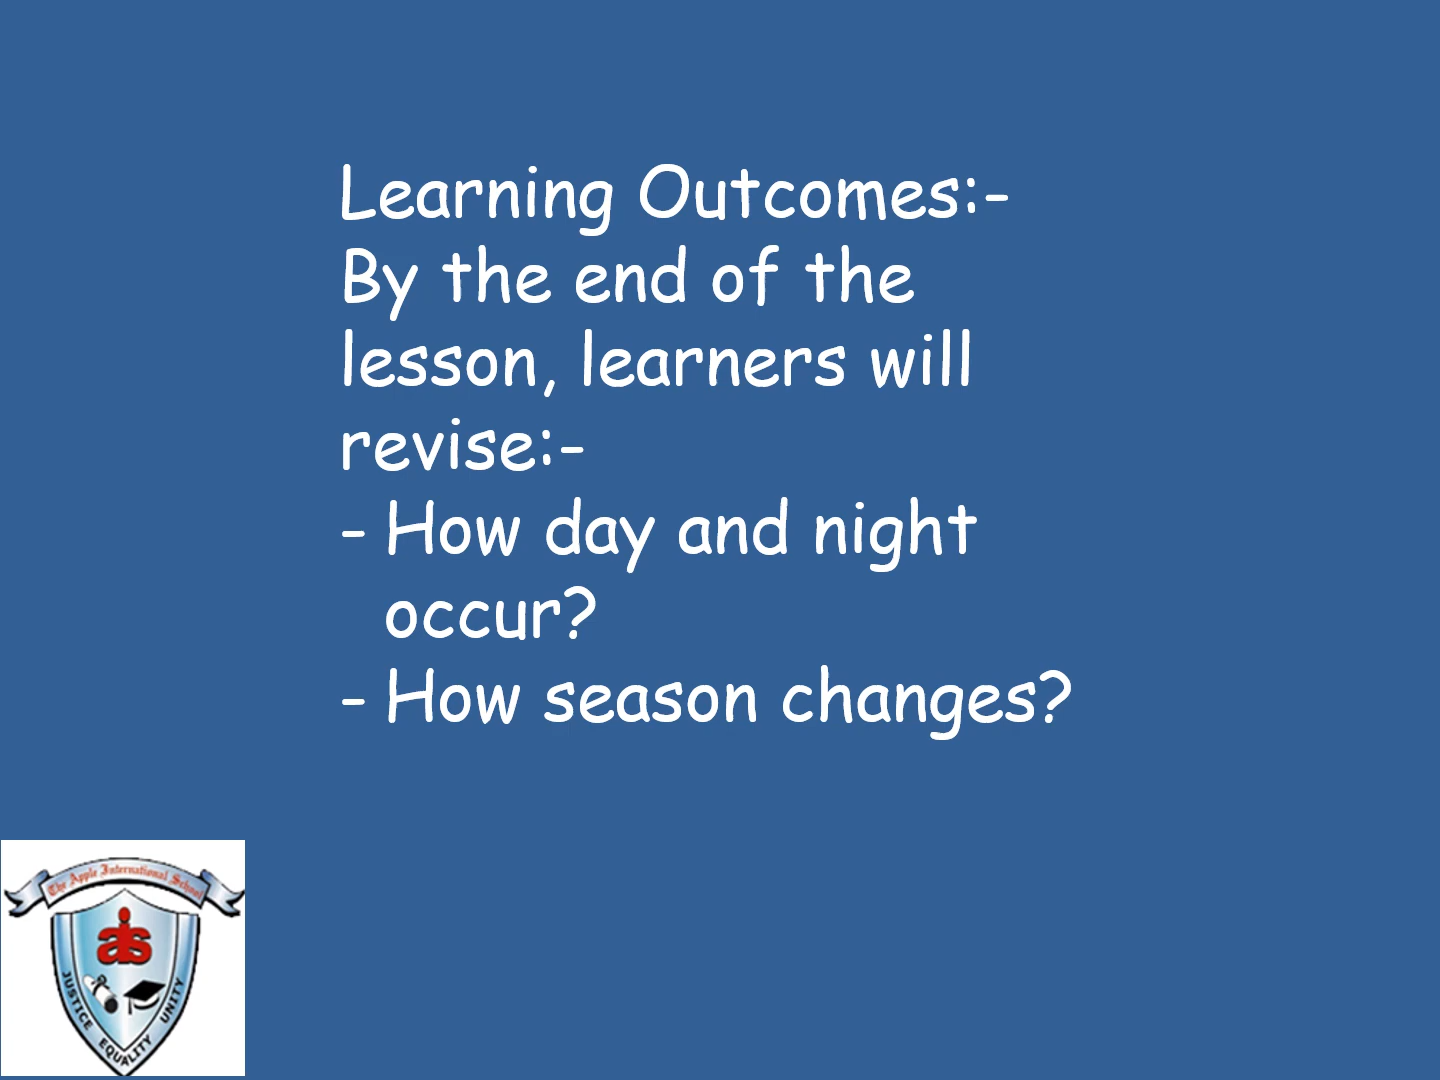 Learning Outcomes:-
By the end of the
lesson, learners will
revise:-
- How day and night
occur?
- How season changes?
The Apple International School
ais
JUSTICE EQUALITY UNITY